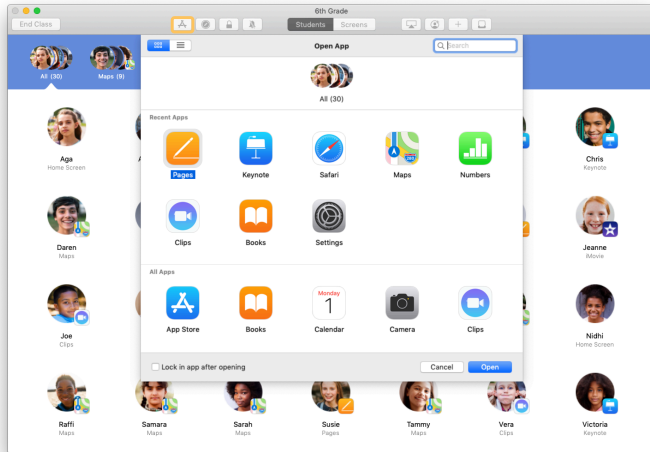 6th Grade
End Class
Students
Screens
Open App
Search
All (30)
Maps (9)
All (30)
Recent Apps
Pages
Keynote
Safari
Maps
Numbers
Clips
Books
Settings
All Apps
Monday
1
App Store
Books
Calendar
Camera
Clips
Lock in app after opening
Cancel
Open
Aga
Home Screen
Chris
Keynote
Daren
Maps
Jeanne
iMovie
Joe
Clips
Nidhi
Home Screen
Raffi
Maps
Samara
Maps
Sarah
Maps
Susie
Pages
Tammy
Maps
Vera
Clips
Victoria
Keynote